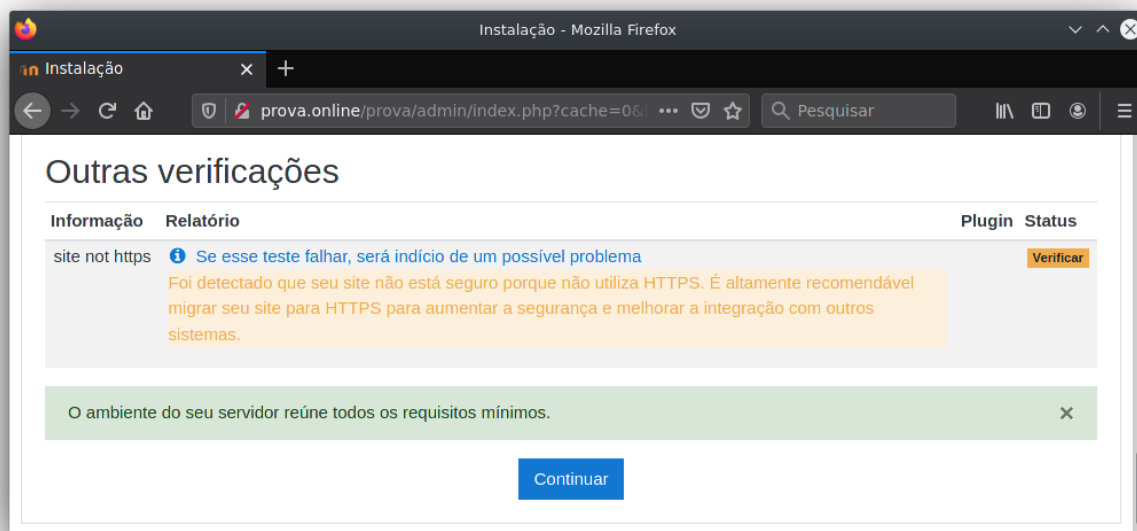 Instalação - Mozilla Firefox
Instalação
prova.online/prova/admin/index.php?cache=0&
Pesquisar
Outras verificações
Informação Relatório Plugin Status
site not https Se esse teste falhar, será indício de um possível problema Verificar
Foi detectado que seu site não está seguro porque não utiliza HTTPS. É altamente recomendável
migrar seu site para HTTPS para aumentar a segurança e melhorar a integração com outros
sistemas.
O ambiente do seu servidor reúne todos os requisitos mínimos.
Continuar